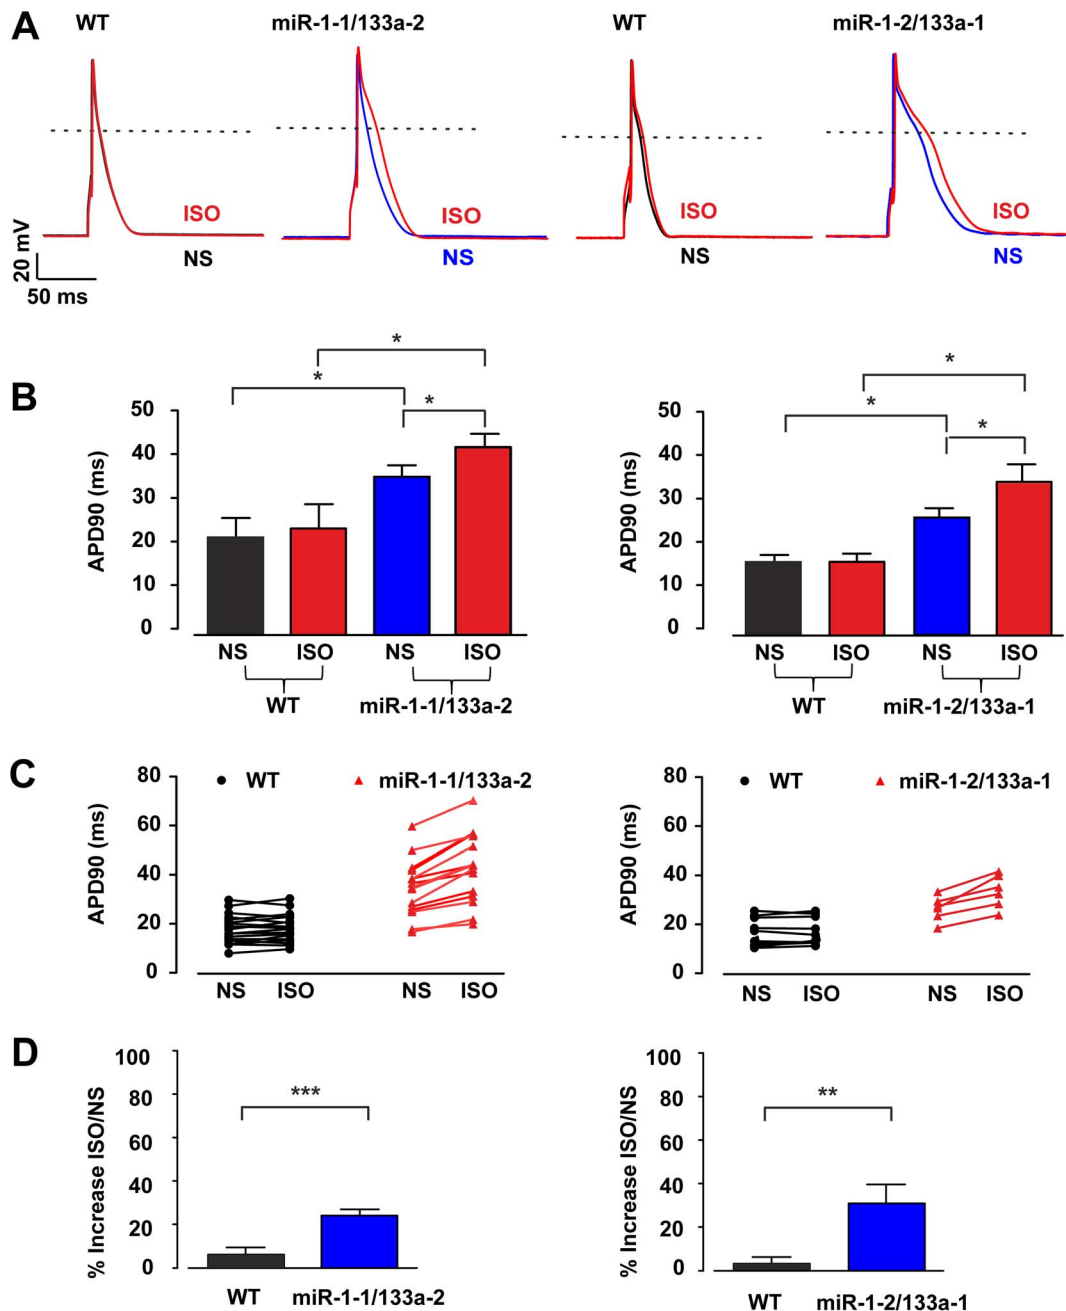 A
WT
miR-1-1/133a-2
WT
miR-1-2/133a-1
ISO
ISO
ISO
ISO
NS
NS
NS
NS
20 mV
50 ms
B
*
*
*
50
40
30
20
10
0
APD90 (ms)
NS
ISO
NS
ISO
WT
miR-1-1/133a-2
*
*
*
50
40
30
20
10
0
APD90 (ms)
NS
ISO
NS
ISO
WT
miR-1-2/133a-1
C
80
60
40
20
0
APD90 (ms)
WT
miR-1-1/133a-2
NS
ISO
NS
ISO
80
60
40
20
0
APD90 (ms)
WT
miR-1-2/133a-1
NS
ISO
NS
ISO
D
100
80
60
40
20
0
% Increase ISO/NS
***
WT
miR-1-1/133a-2
100
80
60
40
20
0
% Increase ISO/NS
**
WT
miR-1-2/133a-1